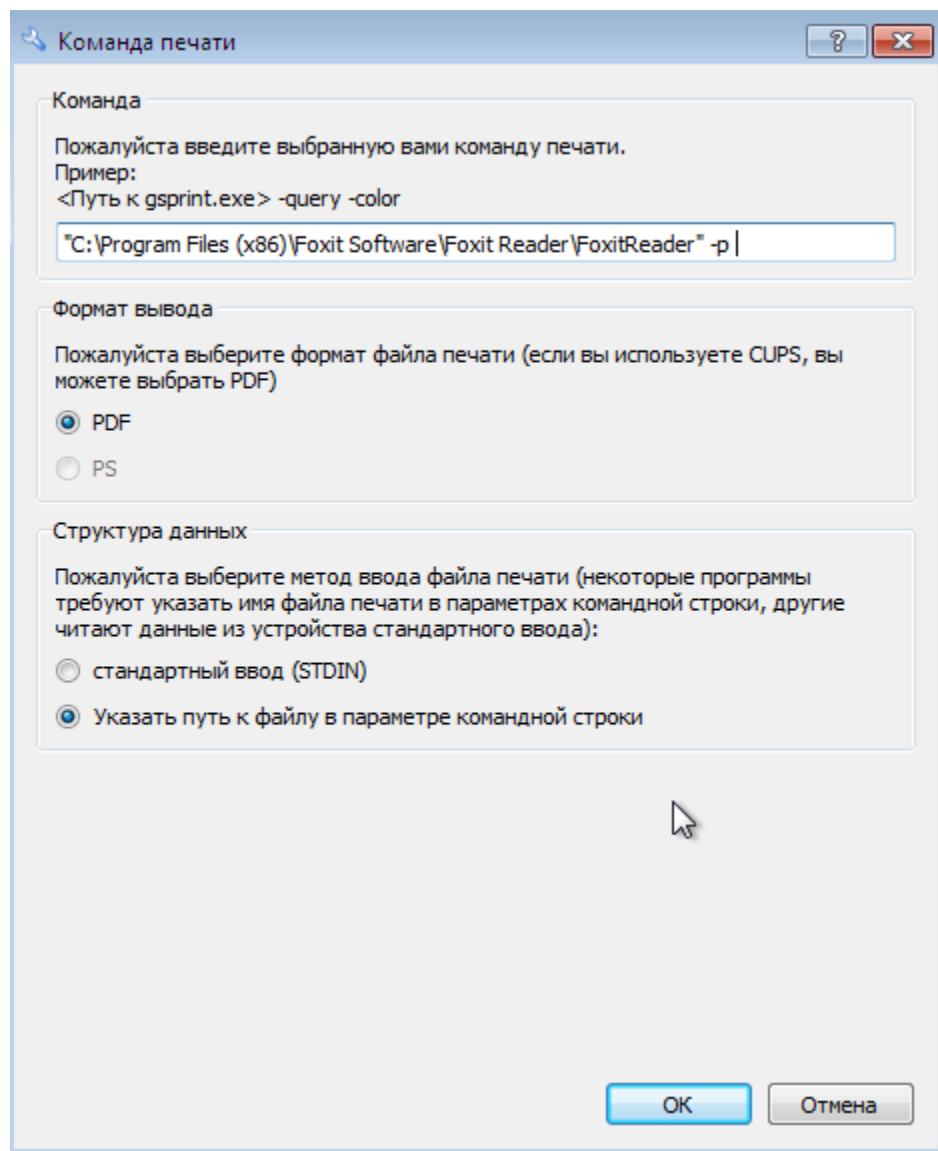 Команда печати
Команда
Пожалуйста введите выбранную вами команду печати.
Пример:
<Путь к gsprint.exe> -query -color
"C:\Program Files (x86)\Foxit Software\Foxit Reader\FoxitReader" -p
Формат вывода
Пожалуйста выберите формат файла печати (если вы используете CUPS, вы
можете выбрать PDF)
PDF
PS
Структура данных
Пожалуйста выберите метод ввода файла печати (некоторые программы
требуют указать имя файла печати в параметрах командной строки, другие
читают данные из устройства стандартного ввода):
стандартный ввод (STDIN)
Указать путь к файлу в параметре командной строки
OK Отмена